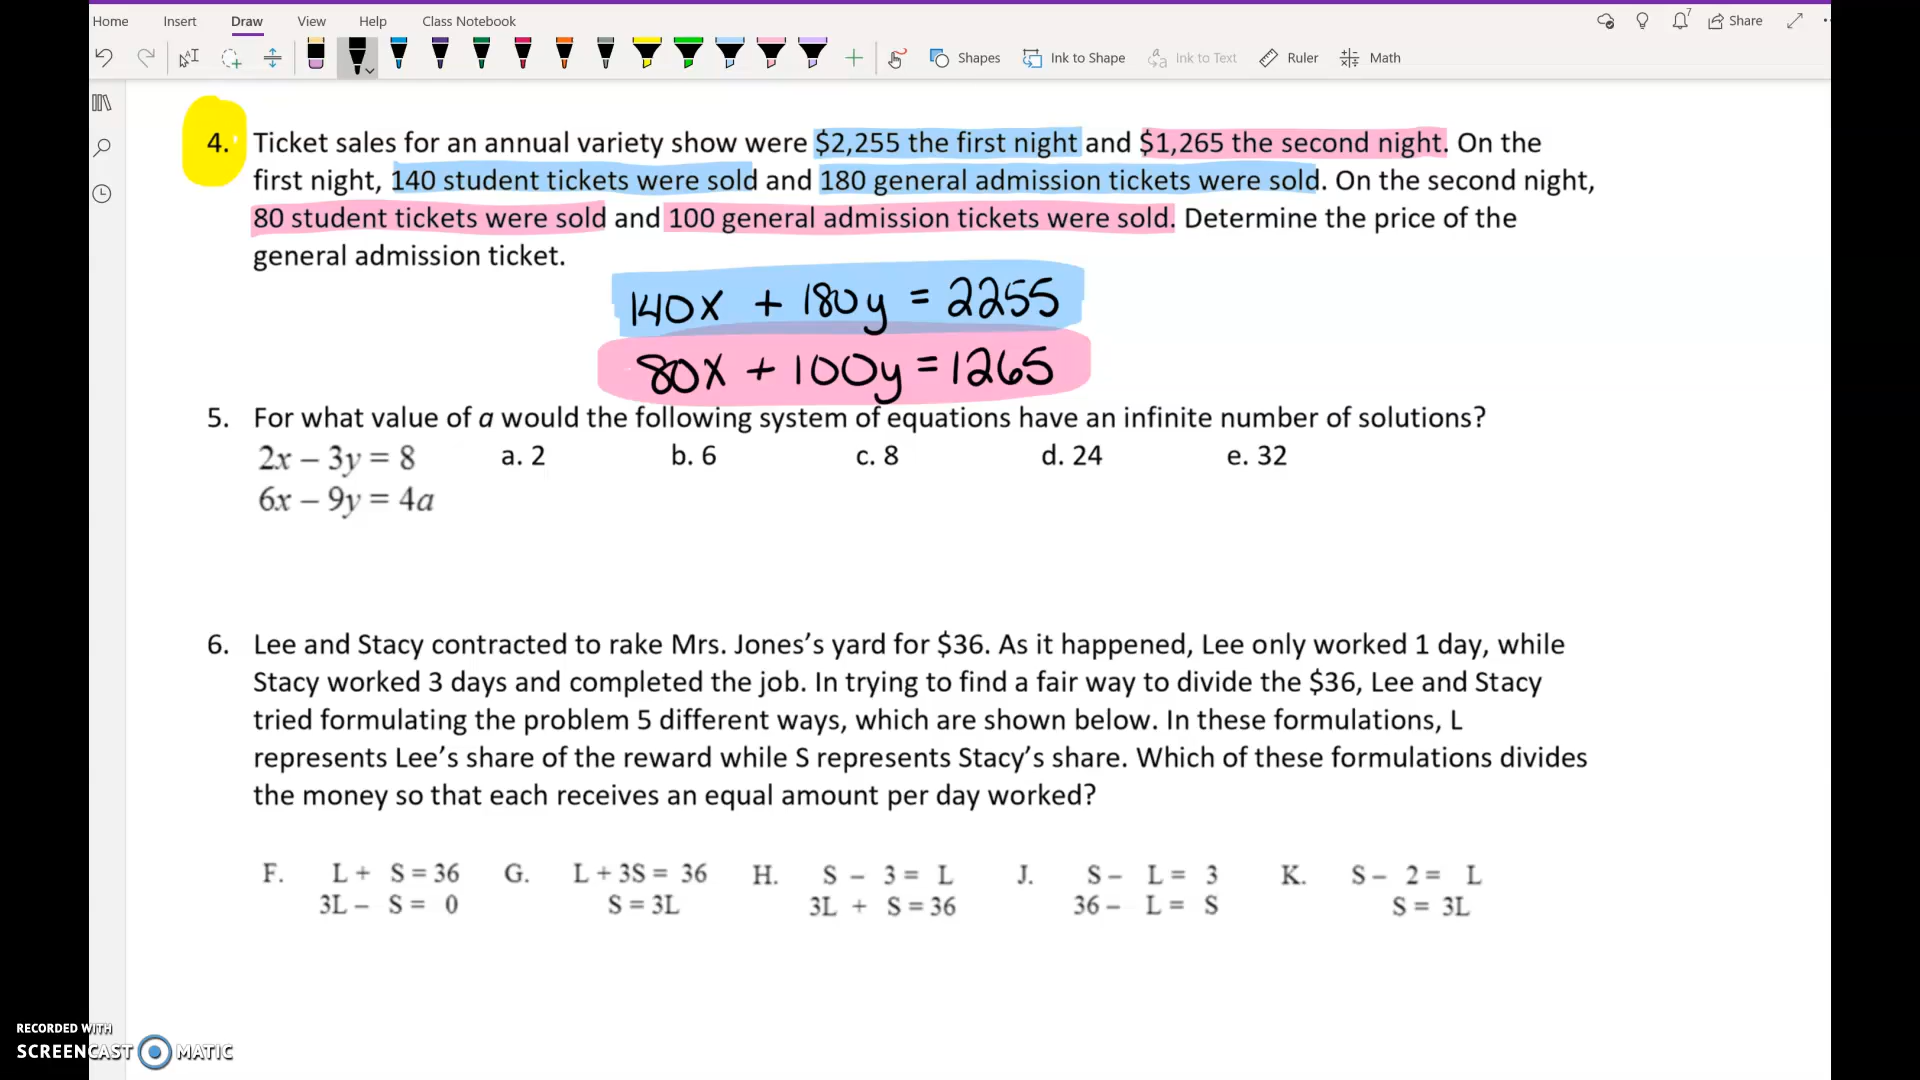 Home Insert Draw View Help Class Notebook 7 Share
Shapes Ink to Shape Ink to Text Ruler Math
4. Ticket sales for an annual variety show were $2,255 the first night and $1,265 the second night. On the
first night, 140 student tickets were sold and 180 general admission tickets were sold. On the second night,
80 student tickets were sold and 100 general admission tickets were sold. Determine the price of the
general admission ticket.
140x + 180y = 2255
80x + 100y = 1265
5. For what value of a would the following system of equations have an infinite number of solutions?
2x – 3y = 8 a. 2 b. 6 c. 8 d. 24 e. 32
6x – 9y = 4a
6. Lee and Stacy contracted to rake Mrs. Jones’s yard for $36. As it happened, Lee only worked 1 day, while
Stacy worked 3 days and completed the job. In trying to find a fair way to divide the $36, Lee and Stacy
tried formulating the problem 5 different ways, which are shown below. In these formulations, L
represents Lee’s share of the reward while S represents Stacy’s share. Which of these formulations divides
the money so that each receives an equal amount per day worked?
F. L + S = 36 G. L + 3S = 36 H. S – 3 = L J. S – L = 3 K. S – 2 = L
3L – S = 0 S = 3L 3L + S = 36 36 – L = S S = 3L
RECORDED WITH
SCREENCAST MATIC